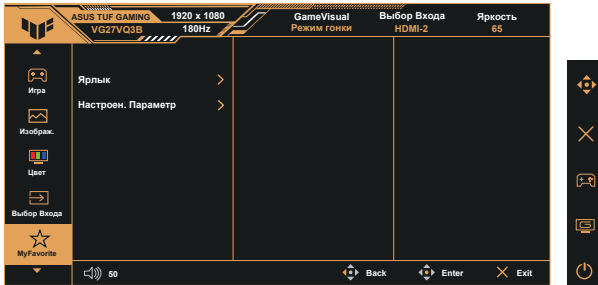 ASUS TUF GAMING 1920 x 1080 GameVisual Выбор Входа Яркость
VG27VQ3B 180Hz Режим гонки HDMI-2 65
Игра
Изображ.
Цвет
Выбор Входа
MyFavorite
Ярлык
Настроен. Параметр
50 Back Enter Exit